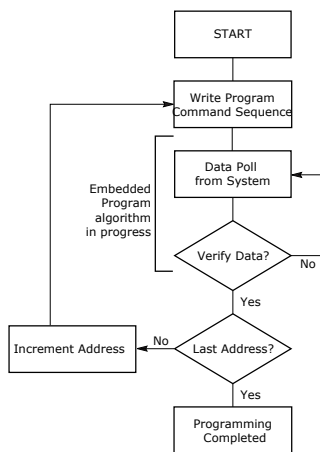 START
Write Program
Command Sequence
Data Poll
from System
Embedded
Program
algorithm
in progress
Verify Data?
No
Yes
Increment Address
No
Last Address?
Yes
Programming
Completed